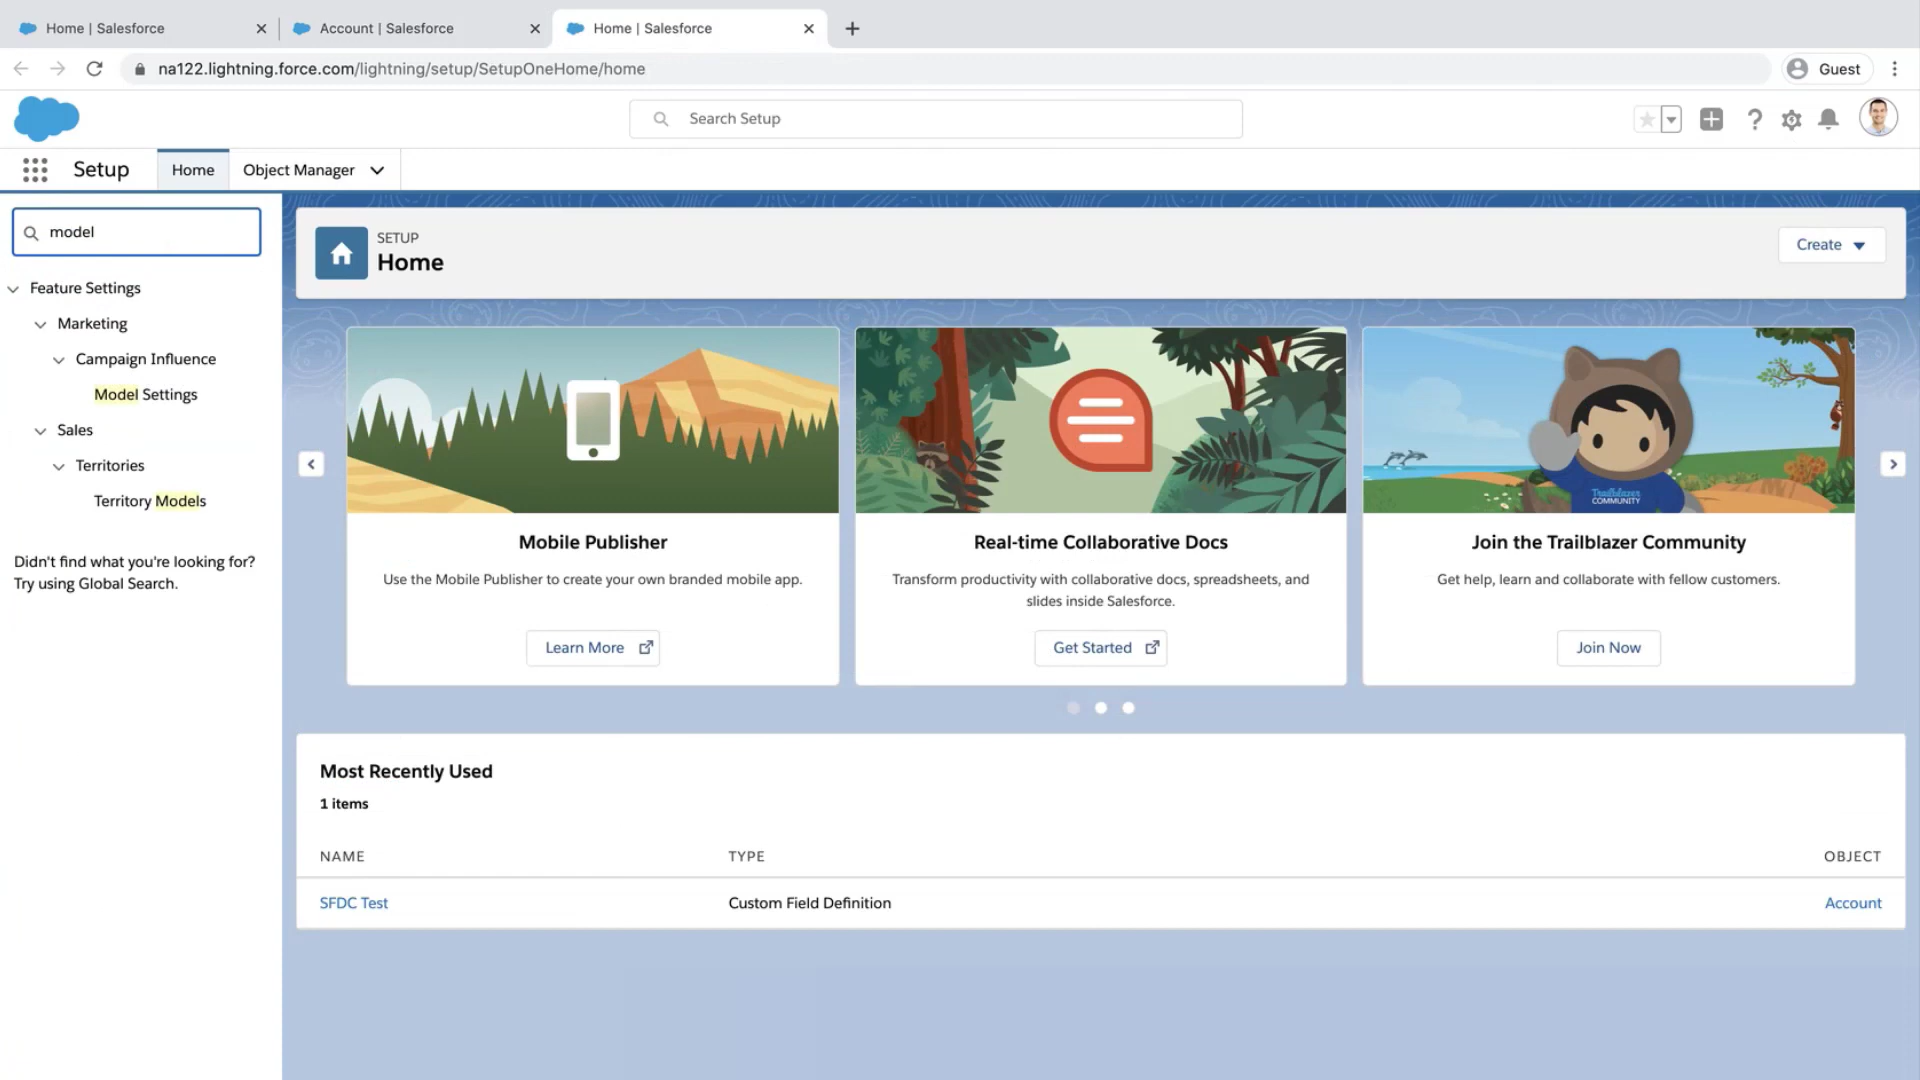 Home | Salesforce
Account | Salesforce
Home | Salesforce
na122.lightning.force.com/lightning/setup/SetupOneHome/home
Guest
Search Setup
Setup
Home
Object Manager
model
Feature Settings
Marketing
Campaign Influence
Model Settings
Sales
Territories
Territory Models
Didn't find what you're looking for?
Try using Global Search.
SETUP
Home
Create
Trailblazer
COMMUNITY
Mobile Publisher
Use the Mobile Publisher to create your own branded mobile app.
Learn More
Real-time Collaborative Docs
Transform productivity with collaborative docs, spreadsheets, and
slides inside Salesforce.
Get Started
Join the Trailblazer Community
Get help, learn and collaborate with fellow customers.
Join Now
Most Recently Used
1 items
NAME TYPE OBJECT
SFDC Test Custom Field Definition Account